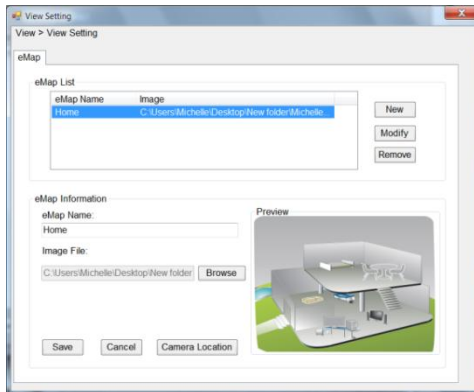 View Setting
View > View Setting
eMap
eMap List
eMap Name Image
Home C:\Users\Michelle\Desktop\New folder\Michelle...
New
Modify
Remove
eMap Information
eMap Name:
Home
Image File:
C:\Users\Michelle\Desktop\New folder
Browse
Preview
Save Cancel Camera Location